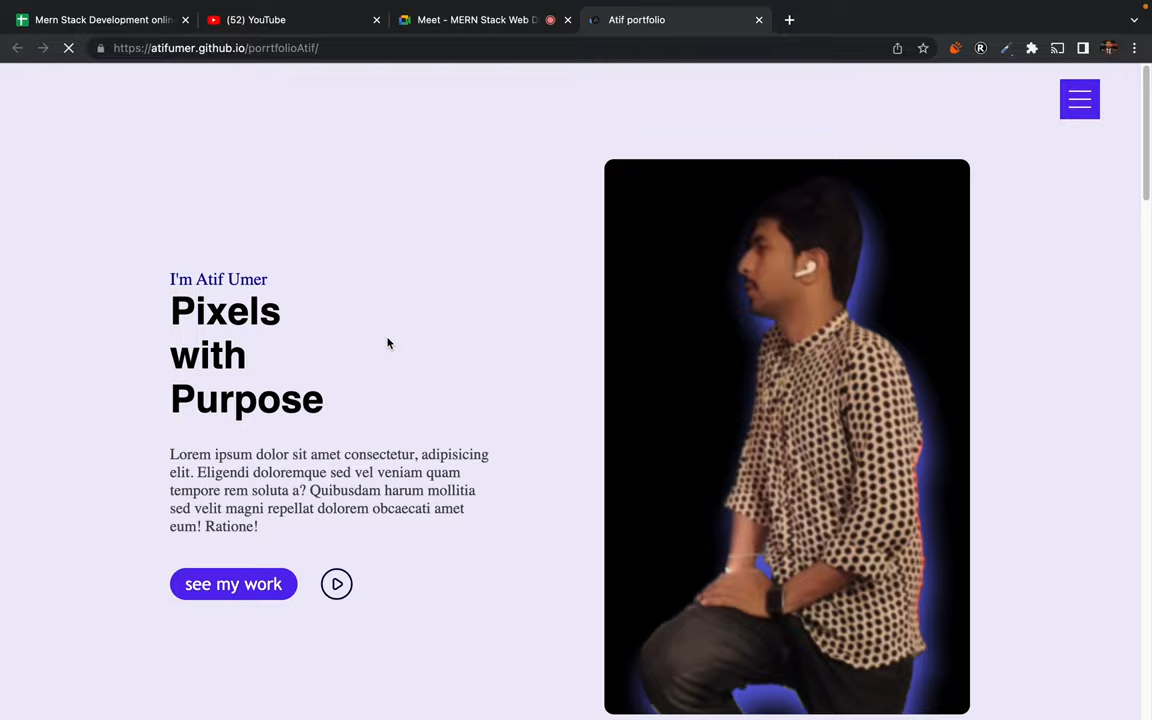 Mern Stack Development onlin
(52) YouTube
Meet - MERN Stack Web D
Atif portfolio
https://atifumer.github.io/porrtfolioAtif/
I'm Atif Umer
Pixels
with
Purpose
Lorem ipsum dolor sit amet consectetur, adipisicing
elit. Eligendi doloremque sed vel veniam quam
tempore rem soluta a? Quibusdam harum mollitia
sed velit magni repellat dolorem obcaecati amet
eum! Ratione!
see my work